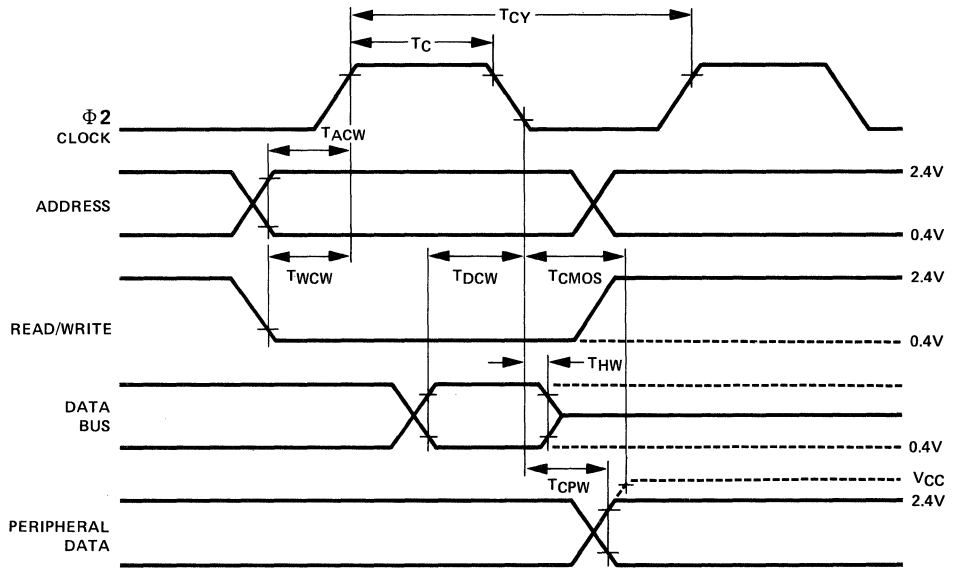 TCY
TC
Φ2
CLOCK
TACW
2.4V
ADDRESS
0.4V
TWCW
TDCW
TCMOS
2.4V
READ/WRITE
0.4V
THW
DATA
BUS
0.4V
TCPW
VCC
2.4V
PERIPHERAL
DATA